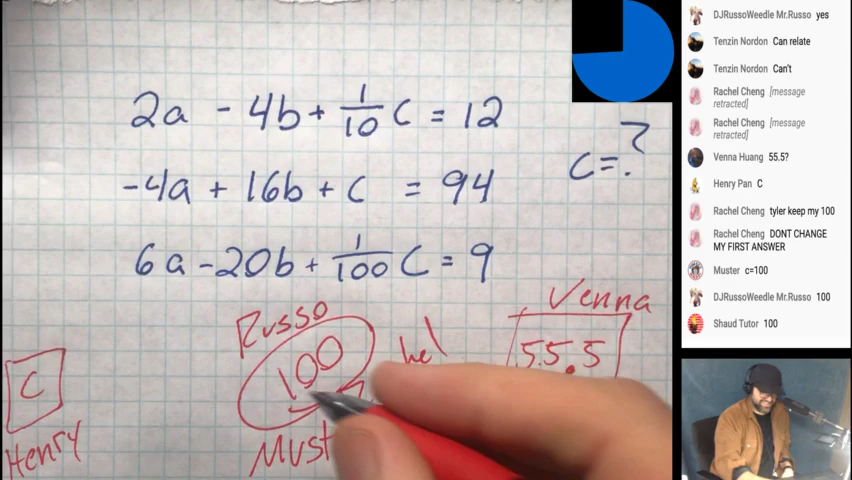 2a - 4b + 1/10 c = 12
-4a + 16b + c = 94
6a - 20b + 1/100 c = 9
c = ?
Russo
100
Venna
55.5
C
Henry
DJRussoWeedle Mr.Russo yes
Tenzin Nordon Can relate
Tenzin Nordon Can't
Rachel Cheng [message
retracted]
Rachel Cheng [message
retracted]
Venna Huang 55.5?
Henry Pan C
Rachel Cheng tyler keep my 100
Rachel Cheng DONT CHANGE
MY FIRST ANSWER
Muster c=100
DJRussoWeedle Mr.Russo 100
Shaud Tutor 100